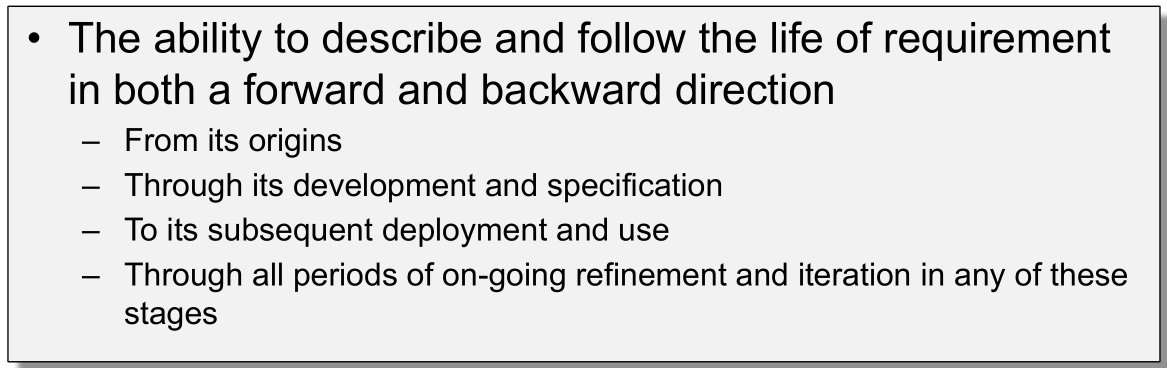 • The ability to describe and follow the life of requirement
in both a forward and backward direction
– From its origins
– Through its development and specification
– To its subsequent deployment and use
– Through all periods of on-going refinement and iteration in any of these
stages